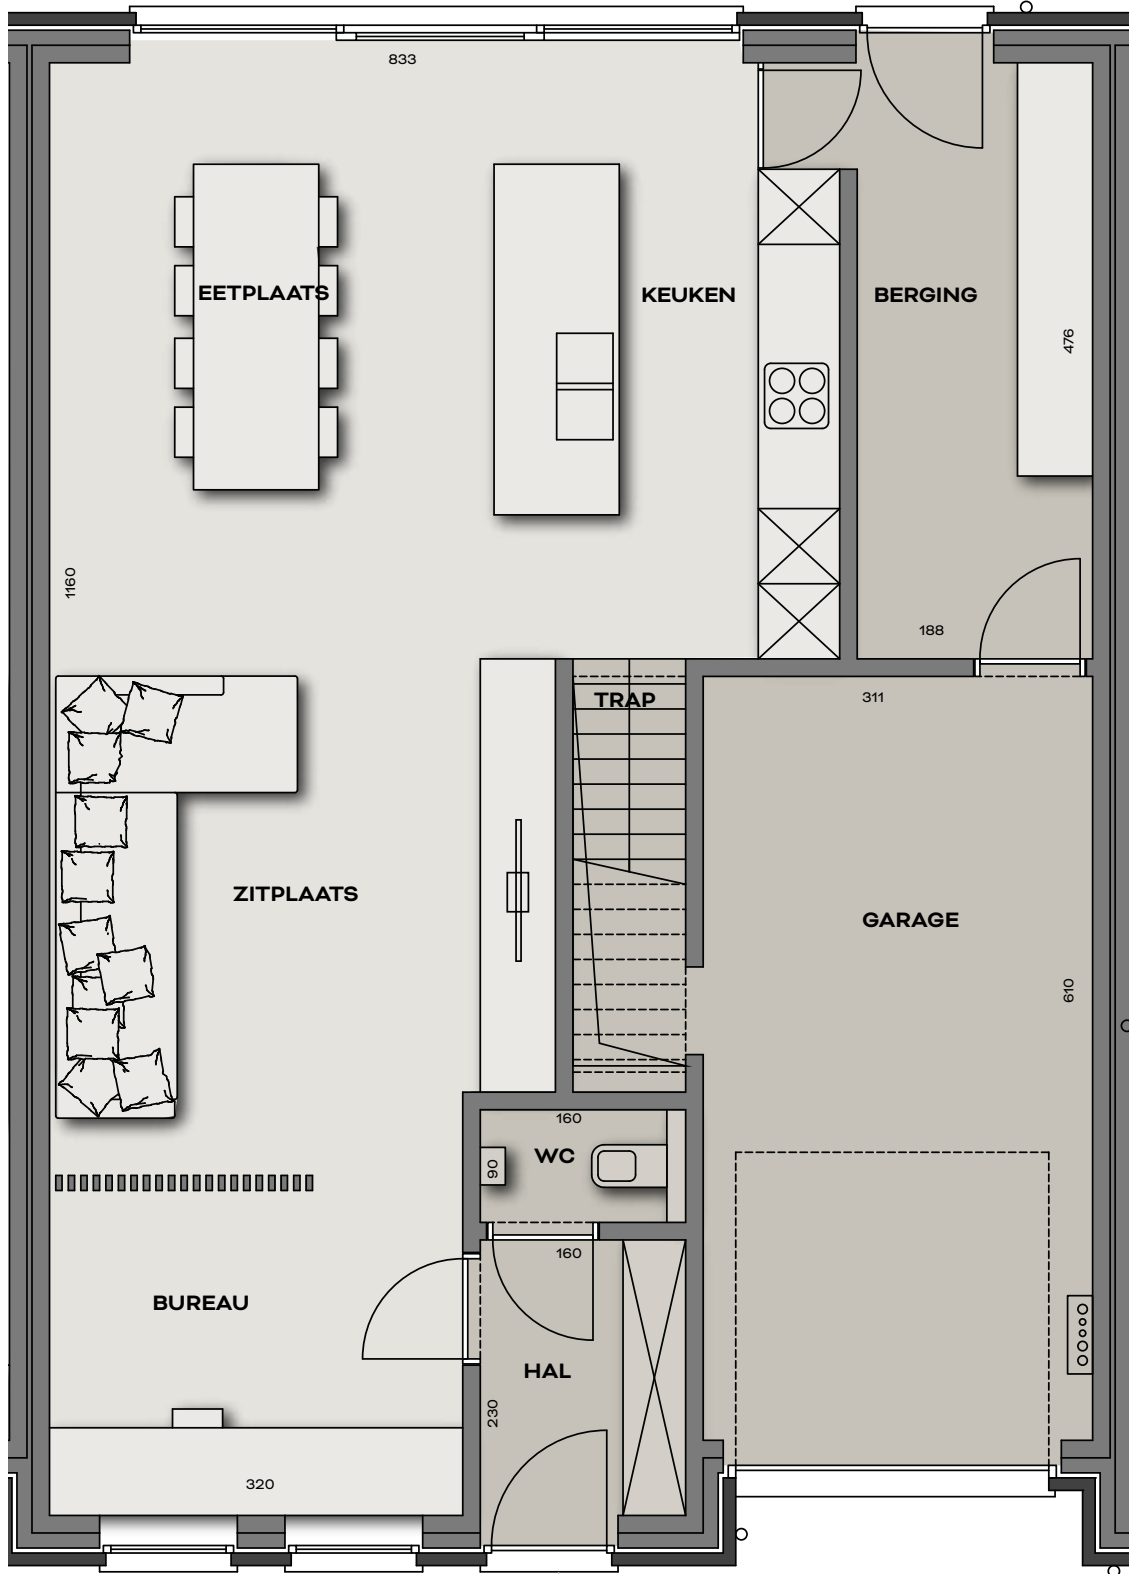 833
EETPLAATS
KEUKEN
BERGING
476
1160
188
TRAP
311
ZITPLAATS
GARAGE
610
160
WC
90
160
BUREAU
HAL
230
320